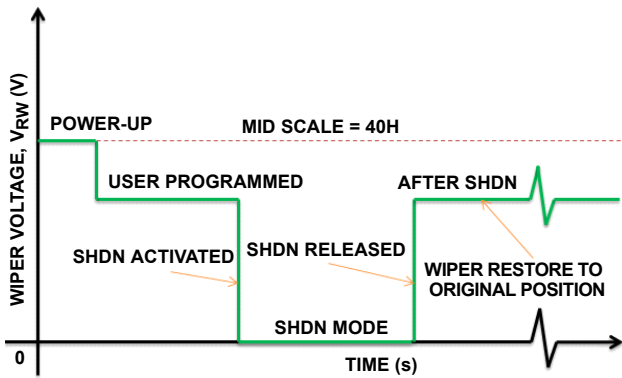 WIPER VOLTAGE, VRW (V)
POWER-UP
MID SCALE = 40H
USER PROGRAMMED
AFTER SHDN
SHDN ACTIVATED
SHDN RELEASED
WIPER RESTORE TO
ORIGINAL POSITION
SHDN MODE
0
TIME (s)